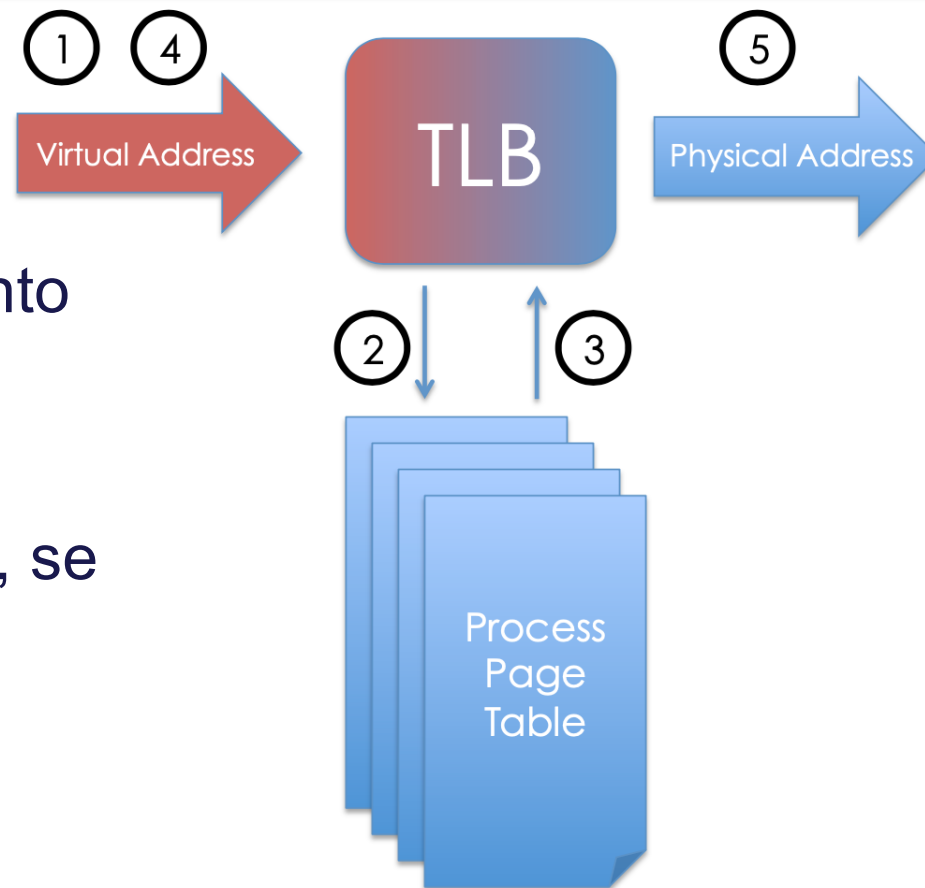 1 4 5
Virtual Address TLB Physical Address
nto
2 3
, se
Process
Page
Table